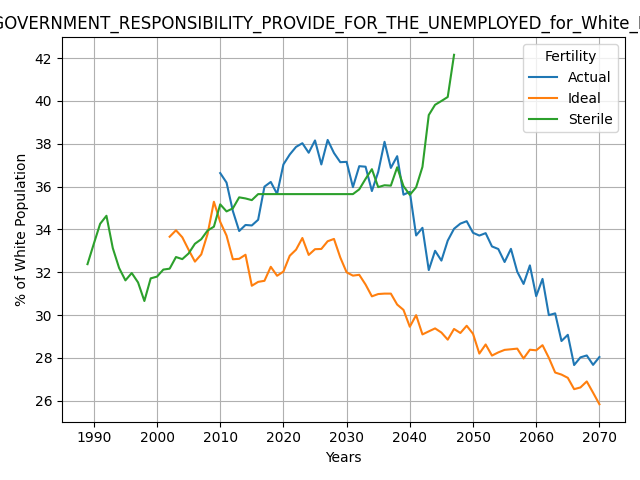 GOVERNMENT_RESPONSIBILITY_PROVIDE_FOR_THE_UNEMPLOYED_for_White_
Fertility
Actual
Ideal
Sterile
% of White Population
42
40
38
36
34
32
30
28
26
1990 2000 2010 2020 2030 2040 2050 2060 2070
Years